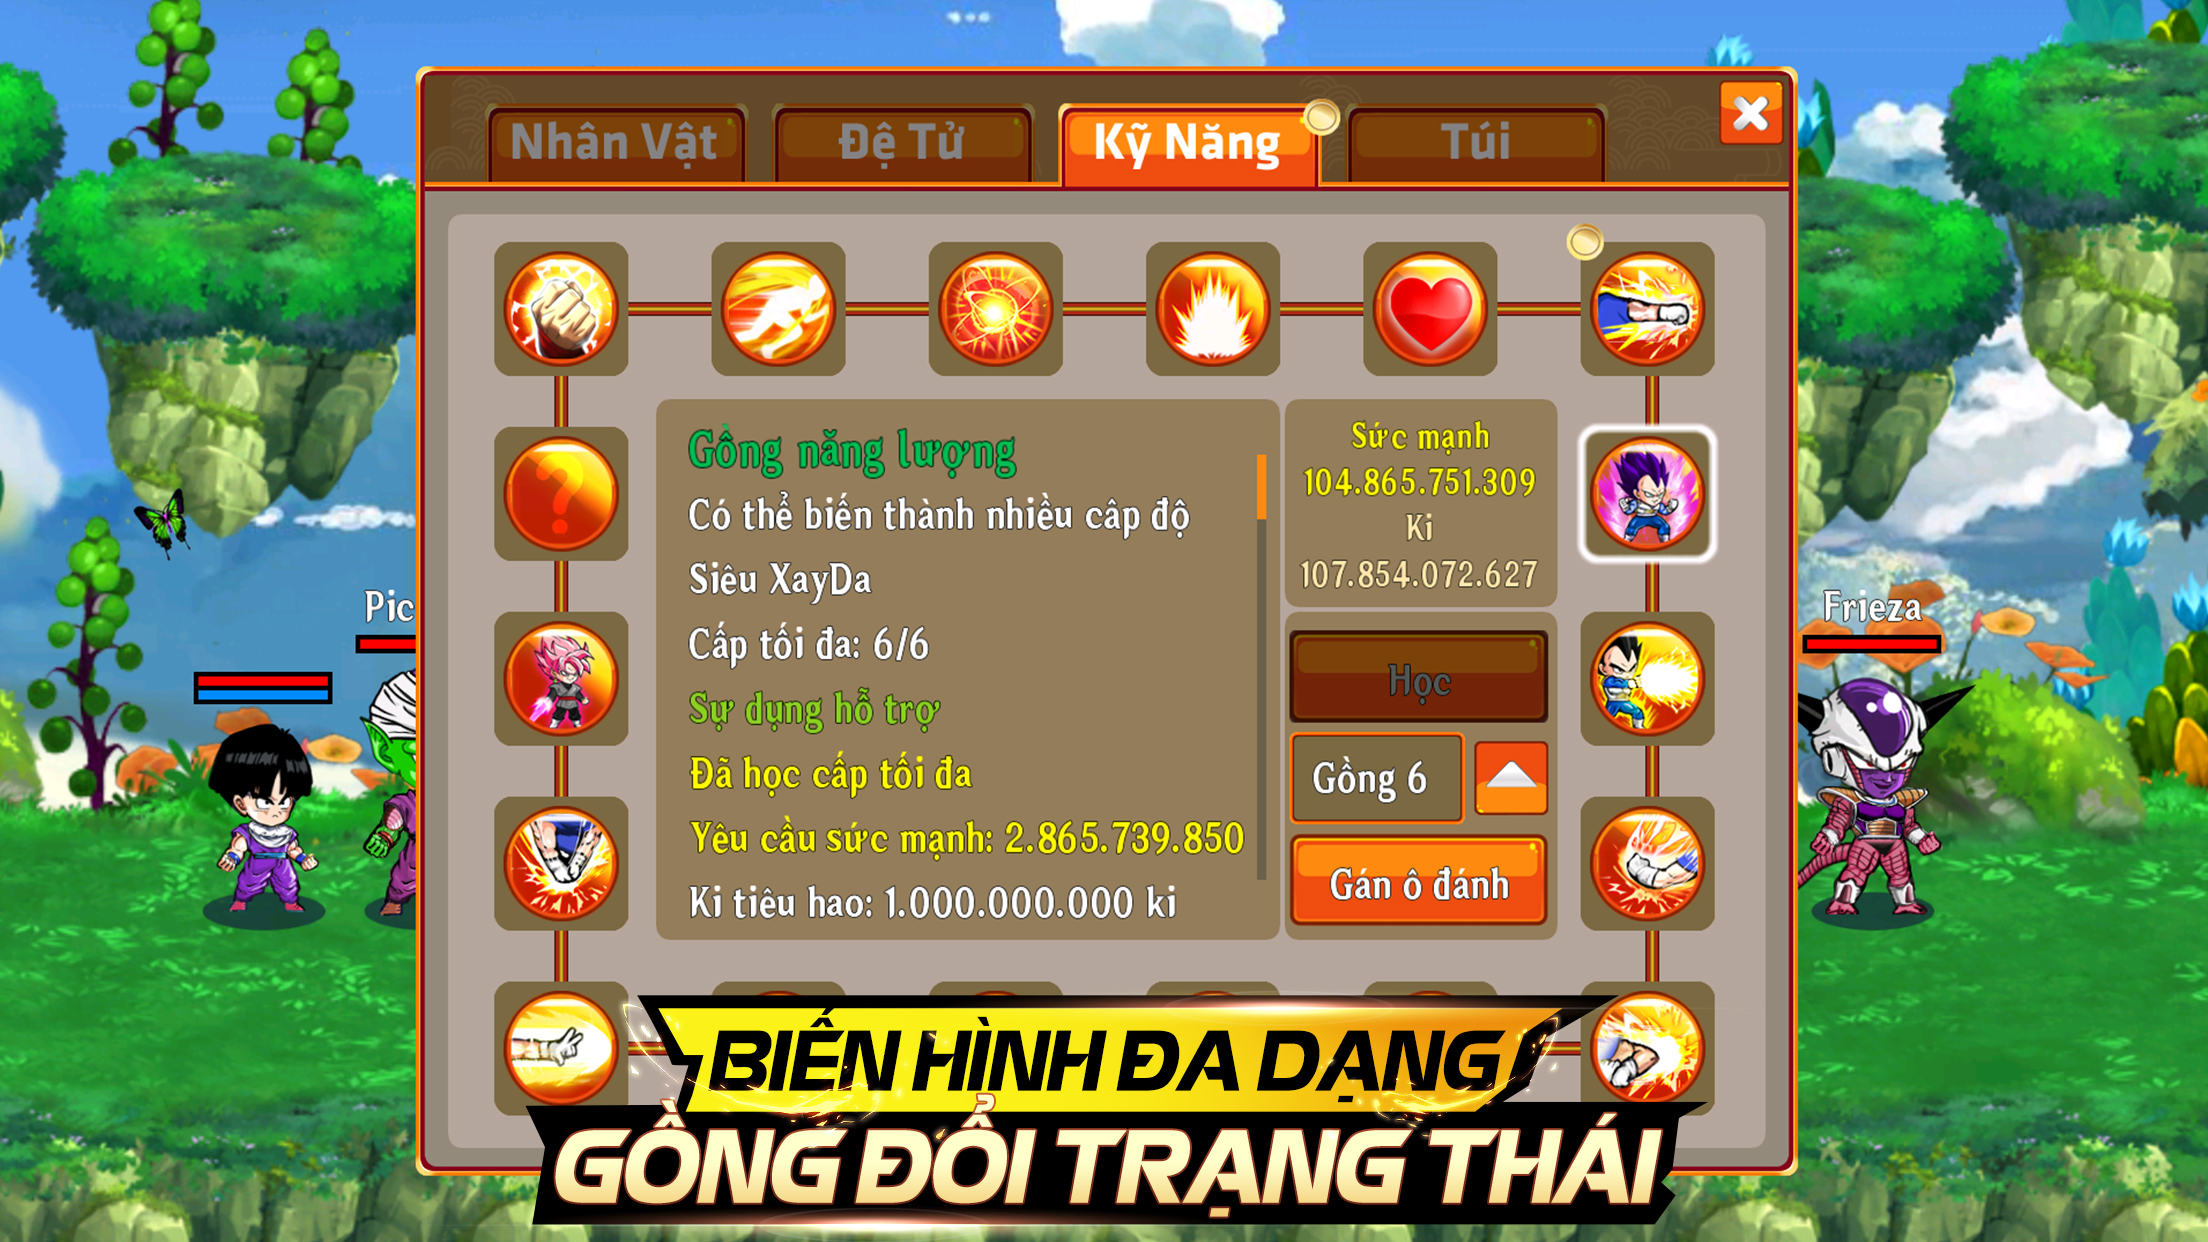 Nhân Vật
Đệ Tử
Kỹ Năng
Túi
Gồng năng lượng
Có thể biến thành nhiều câp độ
Siêu XayDa
Cấp tối đa: 6/6
Sự dụng hỗ trợ
Đã học cấp tối đa
Yêu cầu sức mạnh: 2.865.739.850
Ki tiêu hao: 1.000.000.000 ki
Sức mạnh
104.865.751.309
Ki
107.854.072.627
Học
Gồng 6
Gán ô đánh
?
Pic
Frieza
BIẾN HÌNH ĐA DẠNG
GỒNG ĐỔI TRẠNG THÁI